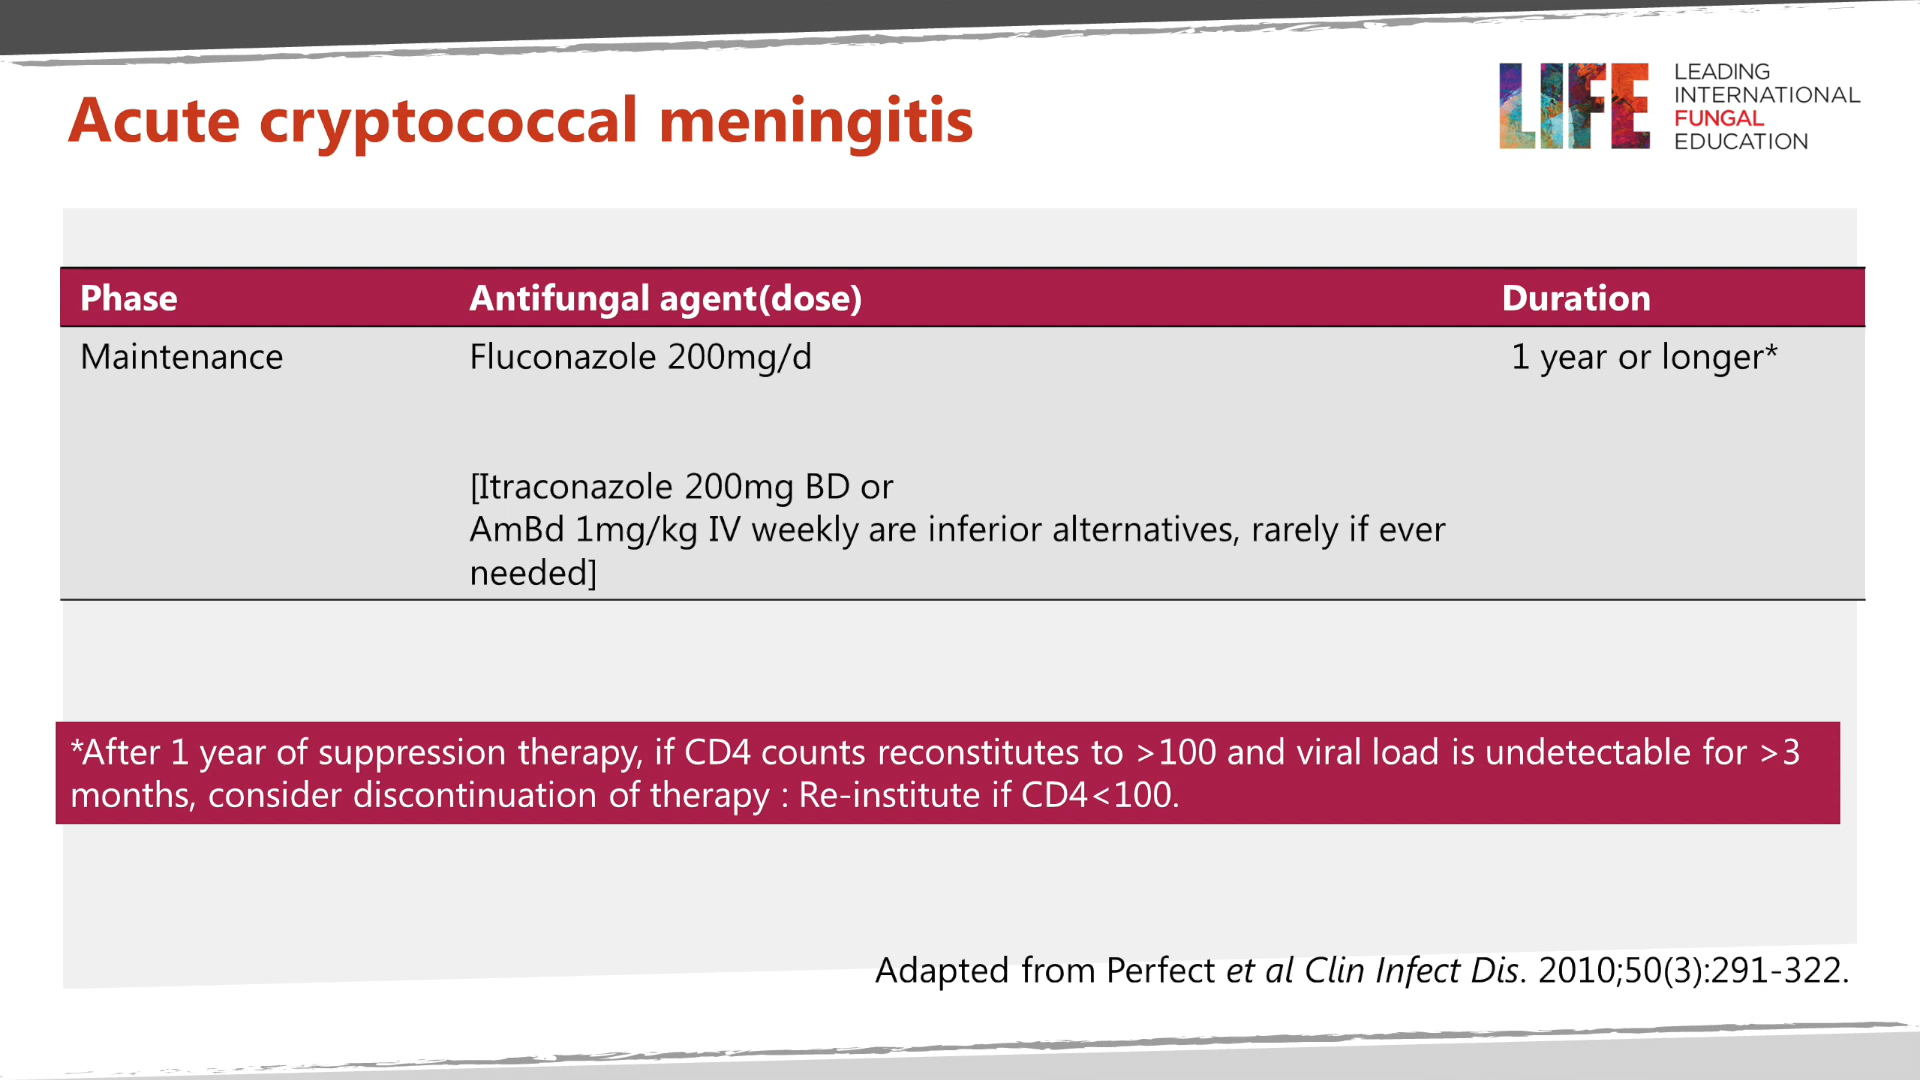 Acute cryptococcal meningitis
LIFE
LEADING
INTERNATIONAL
FUNGAL
EDUCATION
Phase Antifungal agent(dose) Duration
Maintenance Fluconazole 200mg/d 1 year or longer*
[Itraconazole 200mg BD or
AmBd 1mg/kg IV weekly are inferior alternatives, rarely if ever
needed]
*After 1 year of suppression therapy, if CD4 counts reconstitutes to >100 and viral load is undetectable for >3
months, consider discontinuation of therapy : Re-institute if CD4<100.
Adapted from Perfect et al Clin Infect Dis. 2010;50(3):291-322.